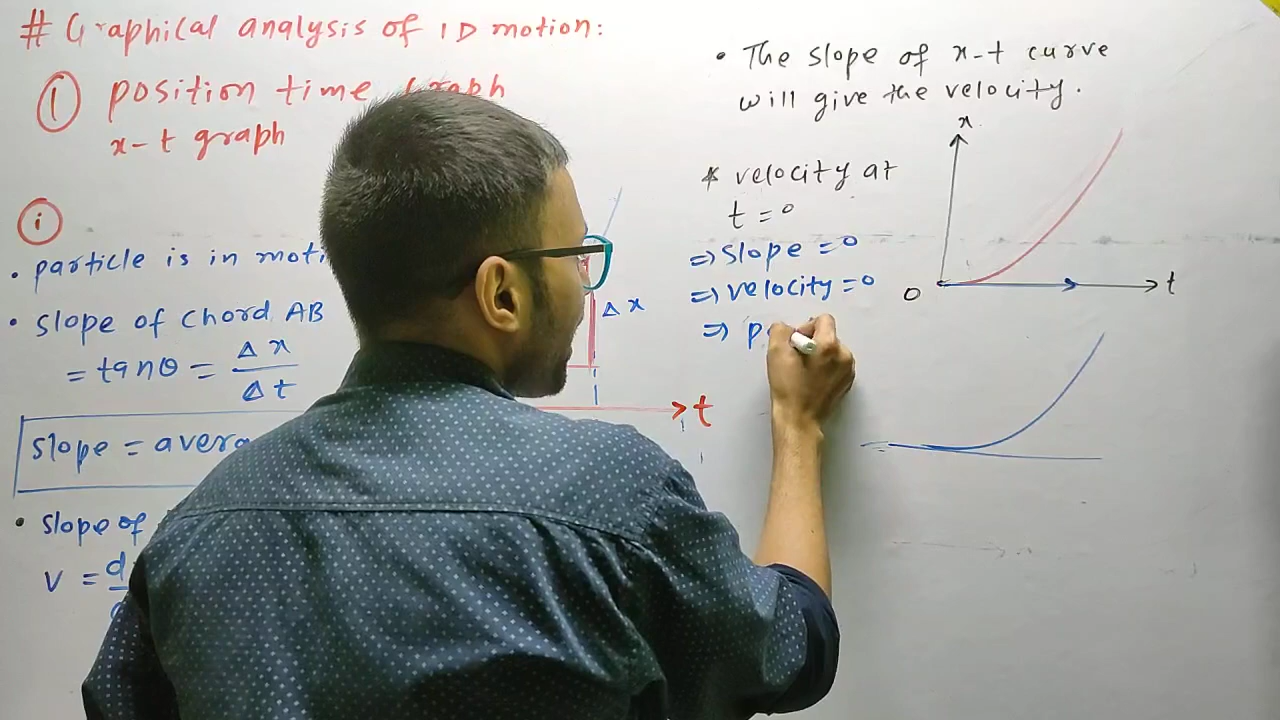 # Graphical analysis of 1D motion:
① position time Graph
x-t graph
ⓘ
• particle is in moti
• slope of chord AB
= tanθ = Δx/Δt
slope = avera
• slope of
v = d
Δx
t
• The slope of x-t curve
will give the velocity.
* velocity at
t = 0
⇒ slope = 0
⇒ velocity = 0
⇒ p
x
0
t